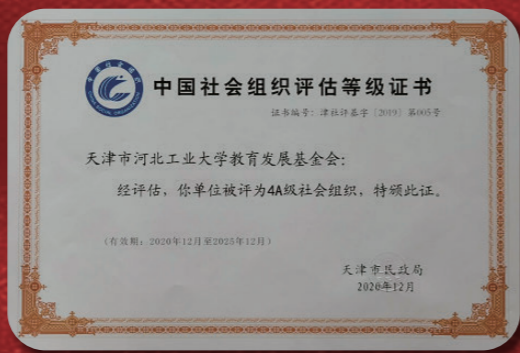 中国社会组织评估等级证书
证书编号：津社评基字［2019］第005号
天津市河北工业大学教育发展基金会：
经评估，你单位被评为4A级社会组织，特颁此证。
（有效期：2020年12月至2025年12月）
天津市民政局
2020年12月